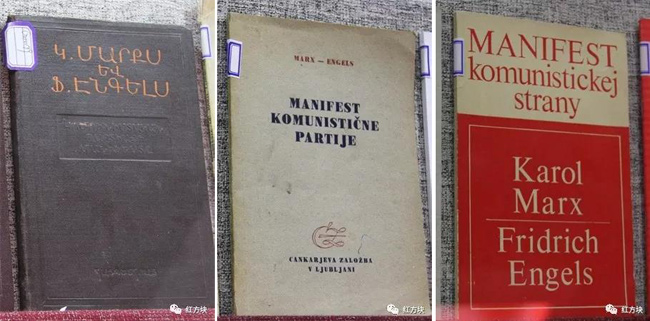 Կ. ՄԱՐՔՍ
ԵՎ
Ֆ. ԷՆԳԵԼՍ
红方块
MARX — ENGELS
MANIFEST
KOMUNISTIČNE
PARTIJE
CANKARJEVA ZALOŽBA
V LJUBLJANI
红方块
MANIFEST
komunistickej
strany
Karol
Marx
Fridrich
Engels
红方块